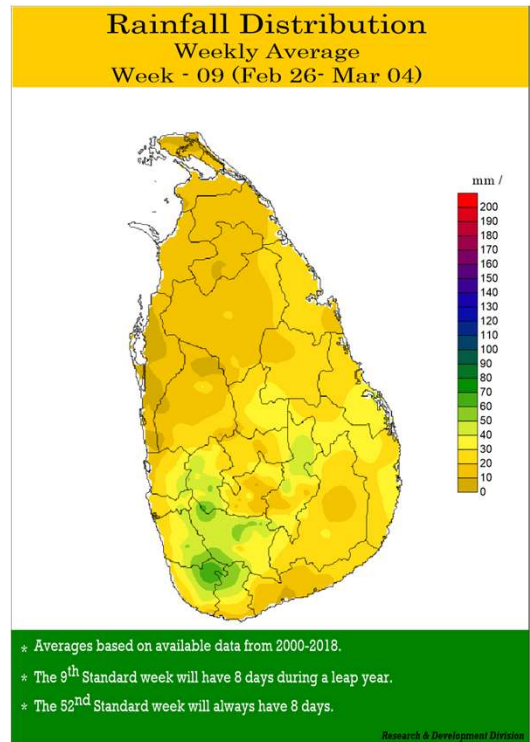 Rainfall Distribution
Weekly Average
Week - 09 (Feb 26- Mar 04)
mm /
200
190
180
170
160
150
140
130
120
110
100
90
80
70
60
50
40
30
20
10
0
* Averages based on available data from 2000-2018.
* The 9th Standard week will have 8 days during a leap year.
* The 52nd Standard week will always have 8 days.
Research & Development Division